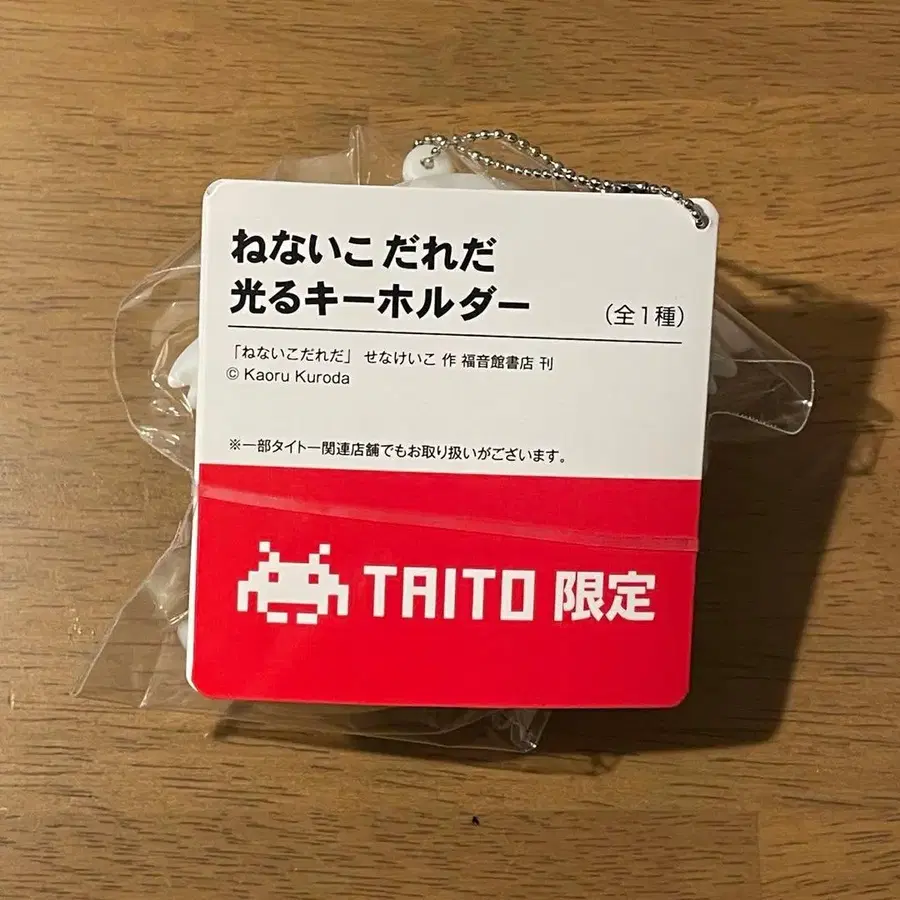 ねないこ だれだ
光るキーホルダー
（全1種）
「ねないこだれだ」 せなけいこ 作 福音館書店 刊
© Kaoru Kuroda
※一部タイトー関連店舗でもお取り扱いがございます。
TAITO 限定